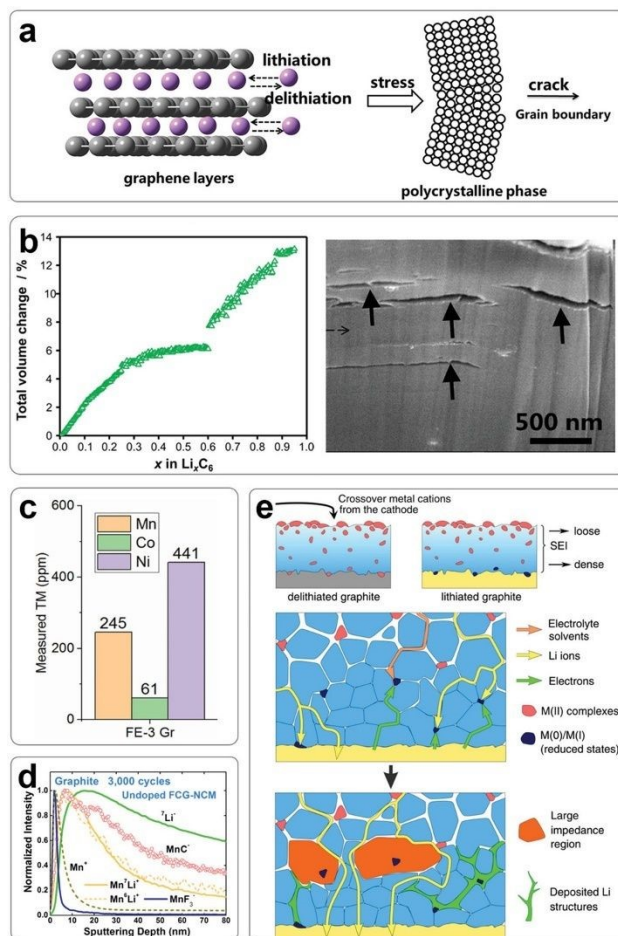 a
lithiation
delithiation
graphene layers
stress
polycrystalline phase
crack
Grain boundary
b
Total volume change / %
14
12
10
8
6
4
2
0
0.0 0.1 0.2 0.3 0.4 0.5 0.6 0.7 0.8 0.9 1.0
x in LiₓC₆
500 nm
c
Measured TM (ppm)
600
400
200
0
Mn
Co
Ni
245
61
441
FE-3 Gr
d
Graphite 3,000 cycles
Undoped FCG-NCM
Normalized Intensity
1.0
0.8
0.6
0.4
0.2
0.0
⁷Li⁻
MnC⁻
Mn⁺
Mn⁷Li⁺
Mn⁶Li⁺
MnF₃⁻
0 10 20 30 40 50 60 70 80
Sputtering Depth (nm)
e
Crossover metal cations
from the cathode
loose
SEI
dense
delithiated graphite
lithiated graphite
Electrolyte
solvents
Li ions
Electrons
M(II) complexes
M(0)/M(I)
(reduced states)
Large
impedance
region
Deposited Li
structures